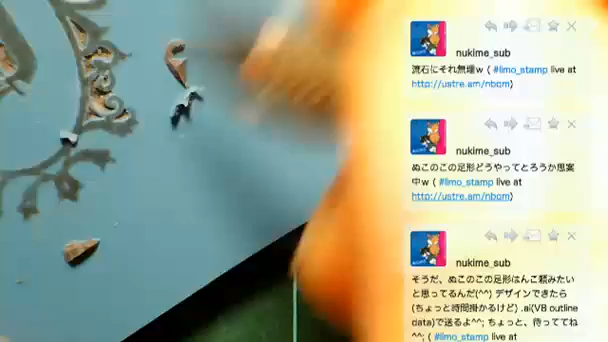 nukime_sub
流石にそれ無理w ( #limo_stamp live at
http://ustre.am/nbom)
nukime_sub
ぬこのこの足形どうやってとろうか思案
中w ( #limo_stamp live at
http://ustre.am/nbom)
nukime_sub
そうだ、ぬこのこの足形はんこ頼みたい
と思ってるんだ(^^) デザインできたら
(ちょっと時間掛かるけど) .ai(V8 outline
data)で送るよ^^; ちょっと、待っててね
^^; ( #limo_stamp live at